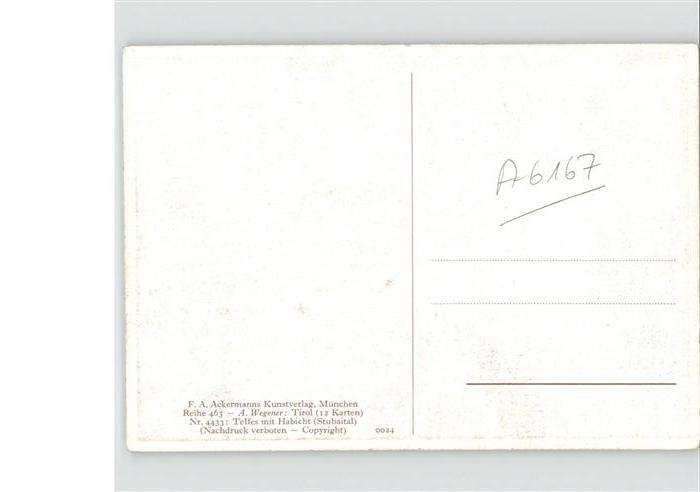 A6167
F. A. Ackermanns Kunstverlag, München
Reihe 463 — A. Wegener: Tirol (12 Karten)
Nr. 4433: Telfes mit Habicht (Stubaital)
(Nachdruck verboten — Copyright) 0024